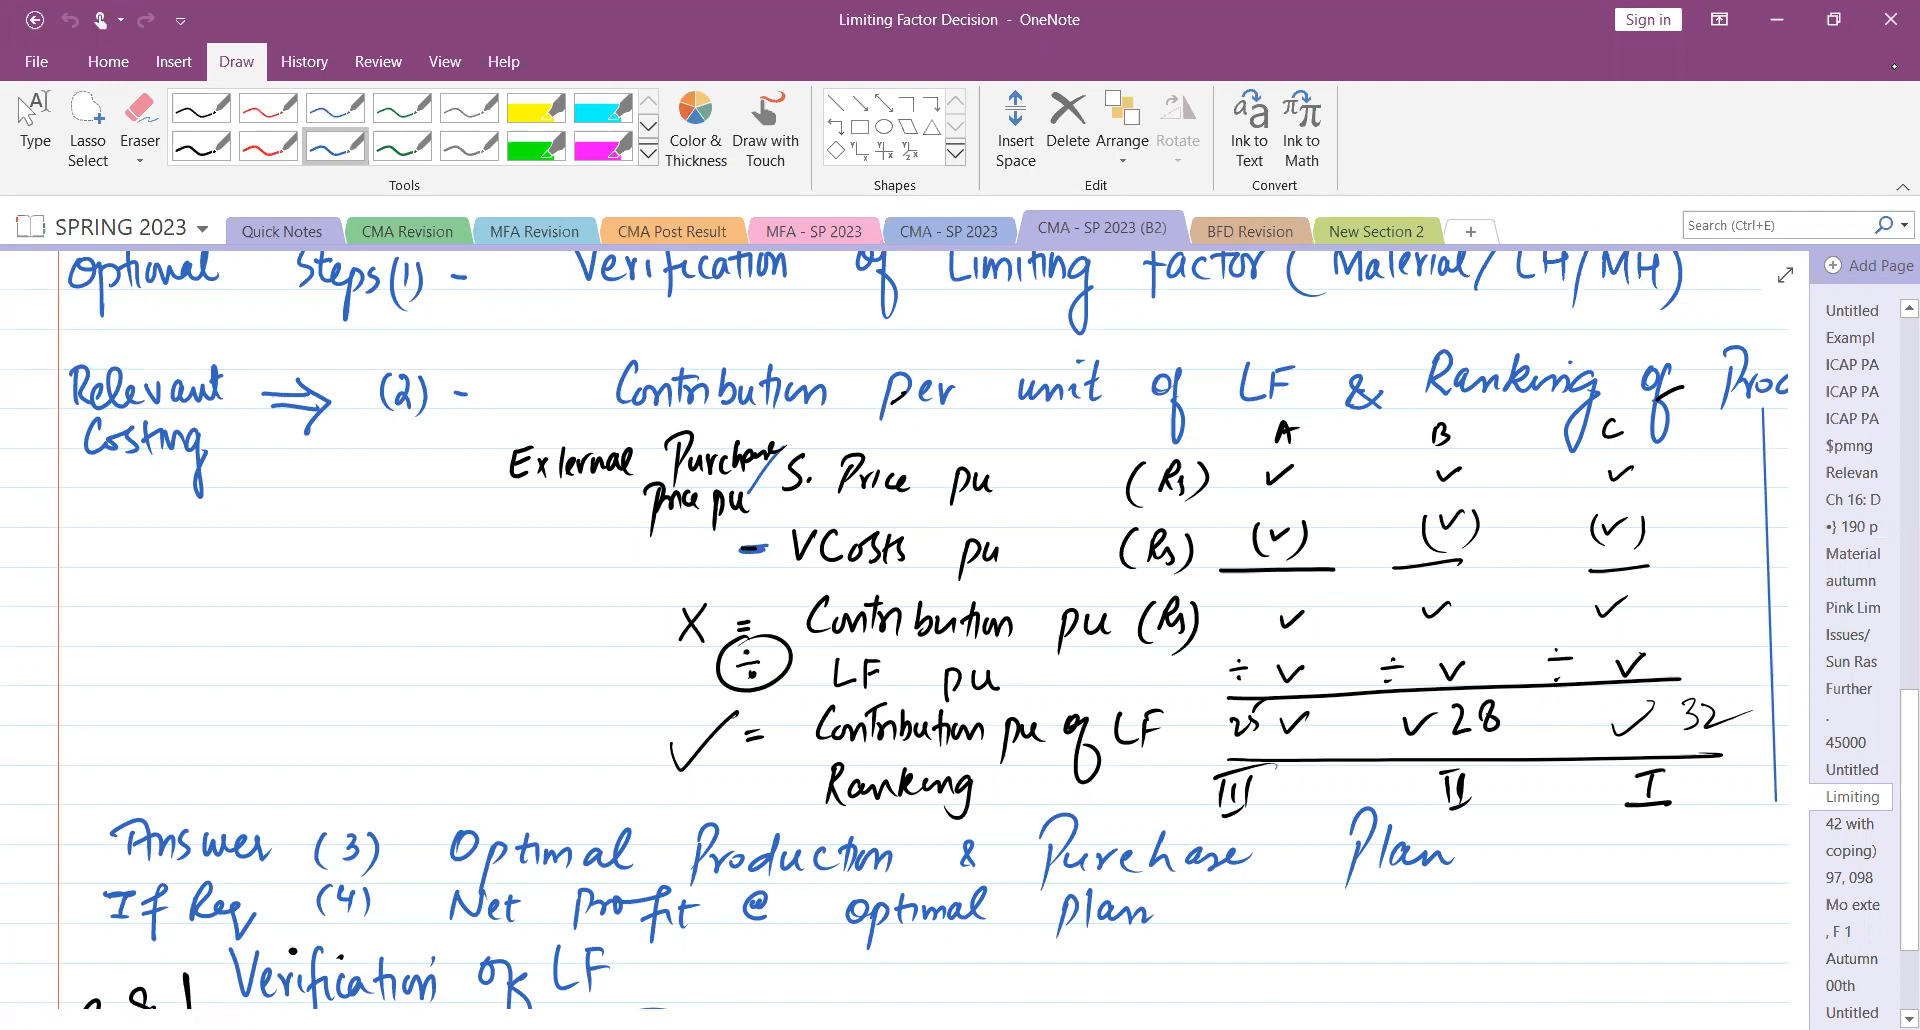 Limiting Factor Decision - OneNote
Sign in
File Home Insert Draw History Review View Help
Type
Lasso Select
Eraser
Color & Thickness
Draw with Touch
Insert Space
Delete
Arrange
Rotate
Ink to Text
Ink to Math
Tools
Shapes
Edit
Convert
SPRING 2023
Quick Notes
CMA Revision
MFA Revision
CMA Post Result
MFA - SP 2023
CMA - SP 2023
CMA - SP 2023 (B2)
BFD Revision
New Section 2
+
Search (Ctrl+E)
Optional Steps (1) - Verification of Limiting factor ( Material / LH / MH )
Relevant Costing ⇒ (2) - Contribution per unit of LF & Ranking of Proc
A B C
External Purchase Price pu / S. Price pu (Rs) ✓ ✓ ✓
- VCosts pu (Rs) (✓) (✓) (✓)
X = Contribution pu (Rs) ✓ ✓ ✓
÷ LF pu ÷ ✓ ÷ ✓ ÷ ✓
✓ = Contribution pu of LF 25 ✓ ✓ 28 ✓ 32
Ranking III II I
Answer (3) Optimal Production & Purchase Plan
If Req (4) Net Profit @ optimal plan
Verification of LF
Add Page
Untitled
Exampl
ICAP PA
ICAP PA
ICAP PA
$pmng
Relevan
Ch 16: D
•} 190 p
Material
autumn
Pink Lim
Issues/
Sun Ras
Further
.
45000
Untitled
Limiting
42 with
coping)
97, 098
Mo exte
, F 1
Autumn
00th
Untitled